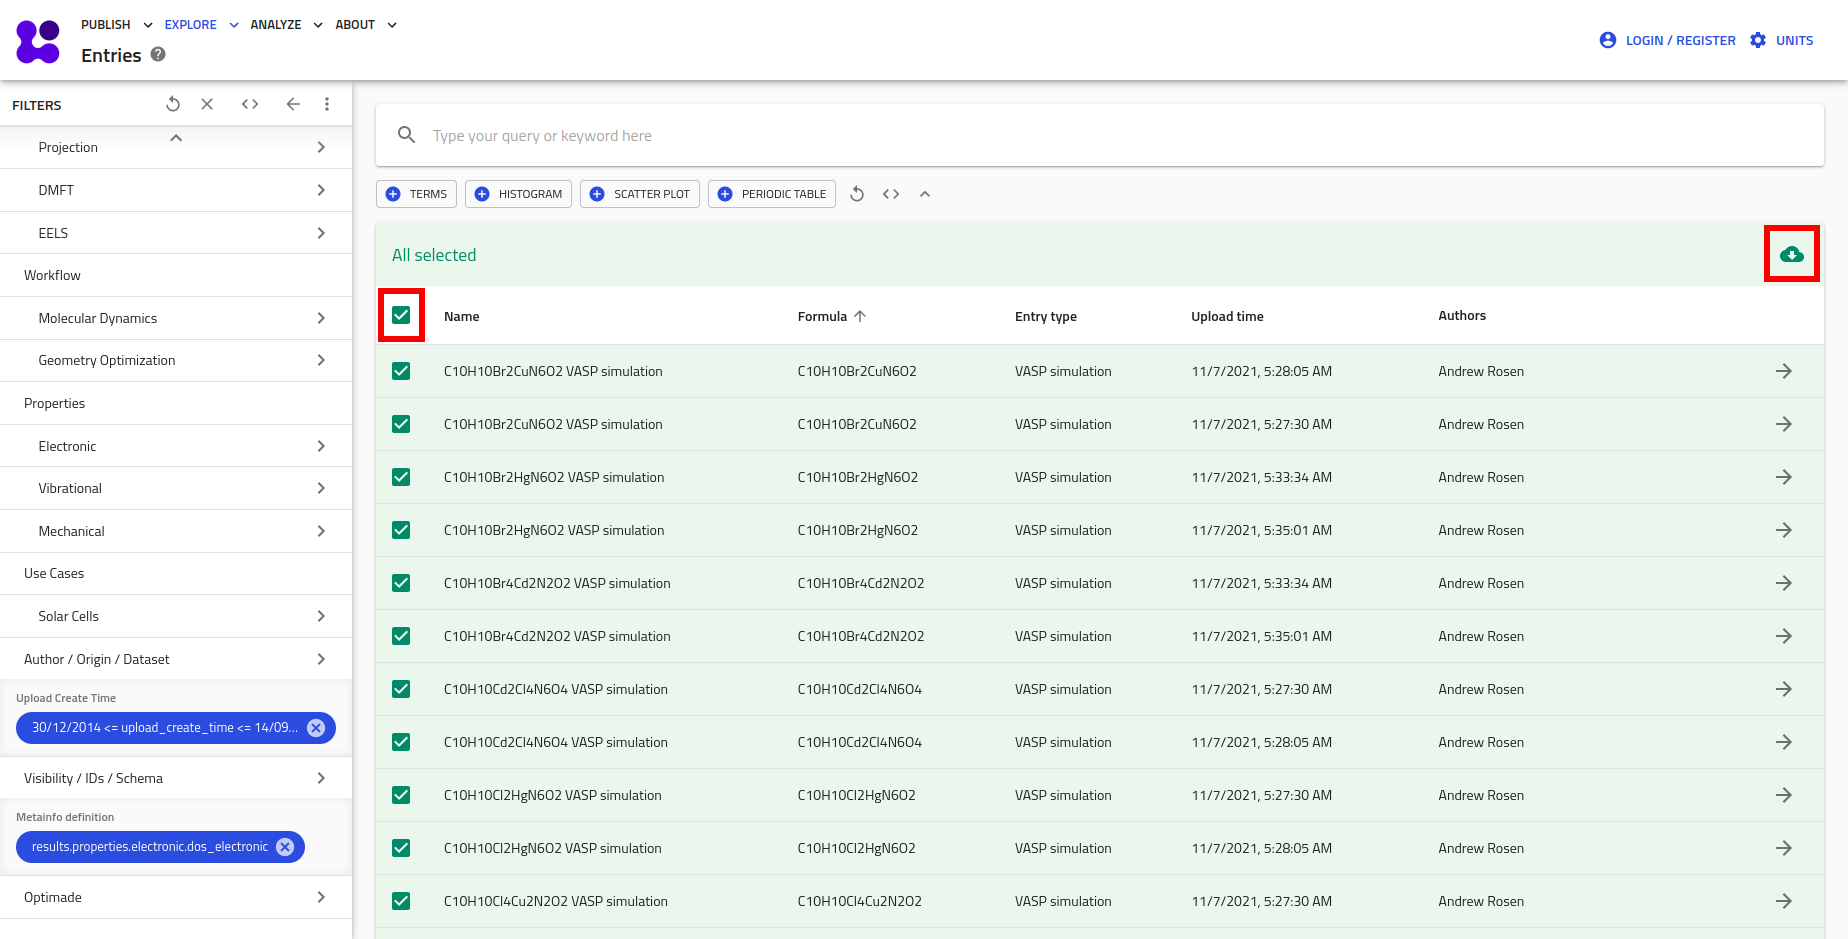 PUBLISH EXPLORE ANALYZE ABOUT
Entries
LOGIN / REGISTER UNITS
FILTERS
Projection
DMFT
EELS
Workflow
Molecular Dynamics
Geometry Optimization
Properties
Electronic
Vibrational
Mechanical
Use Cases
Solar Cells
Author / Origin / Dataset
Upload Create Time
30/12/2014 <= upload_create_time <= 14/09...
Visibility / IDs / Schema
Metainfo definition
results.properties.electronic.dos_electronic
Optimade
Type your query or keyword here
TERMS HISTOGRAM SCATTER PLOT PERIODIC TABLE
All selected
Name Formula Entry type Upload time Authors
C10H10Br2CuN6O2 VASP simulation C10H10Br2CuN6O2 VASP simulation 11/7/2021, 5:28:05 AM Andrew Rosen
C10H10Br2CuN6O2 VASP simulation C10H10Br2CuN6O2 VASP simulation 11/7/2021, 5:27:30 AM Andrew Rosen
C10H10Br2HgN6O2 VASP simulation C10H10Br2HgN6O2 VASP simulation 11/7/2021, 5:33:34 AM Andrew Rosen
C10H10Br2HgN6O2 VASP simulation C10H10Br2HgN6O2 VASP simulation 11/7/2021, 5:35:01 AM Andrew Rosen
C10H10Br4Cd2N2O2 VASP simulation C10H10Br4Cd2N2O2 VASP simulation 11/7/2021, 5:33:34 AM Andrew Rosen
C10H10Br4Cd2N2O2 VASP simulation C10H10Br4Cd2N2O2 VASP simulation 11/7/2021, 5:35:01 AM Andrew Rosen
C10H10Cd2Cl4N6O4 VASP simulation C10H10Cd2Cl4N6O4 VASP simulation 11/7/2021, 5:27:30 AM Andrew Rosen
C10H10Cd2Cl4N6O4 VASP simulation C10H10Cd2Cl4N6O4 VASP simulation 11/7/2021, 5:28:05 AM Andrew Rosen
C10H10Cl2HgN6O2 VASP simulation C10H10Cl2HgN6O2 VASP simulation 11/7/2021, 5:27:30 AM Andrew Rosen
C10H10Cl2HgN6O2 VASP simulation C10H10Cl2HgN6O2 VASP simulation 11/7/2021, 5:28:05 AM Andrew Rosen
C10H10Cl4Cu2N2O2 VASP simulation C10H10Cl4Cu2N2O2 VASP simulation 11/7/2021, 5:27:30 AM Andrew Rosen